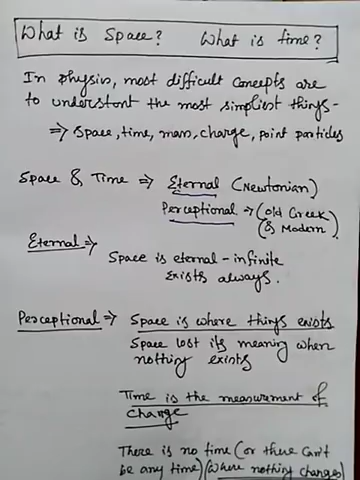 What is Space? What is time?
In physics, most difficult concepts are
to understant the most simpliest things-
⇒ Space, time, mass, charge, point particles
Space & Time ⇒ Eternal (Newtonian)
Perceptional → (Old Greek
& Modern)
Eternal ⇒
Space is eternal - infinite
exists always.
Perceptional ⇒ Space is where things exists
Space lost its meaning when
nothing exists
Time is the measurement of
change
There is no time (or there can't
be any time) (where nothing changes)